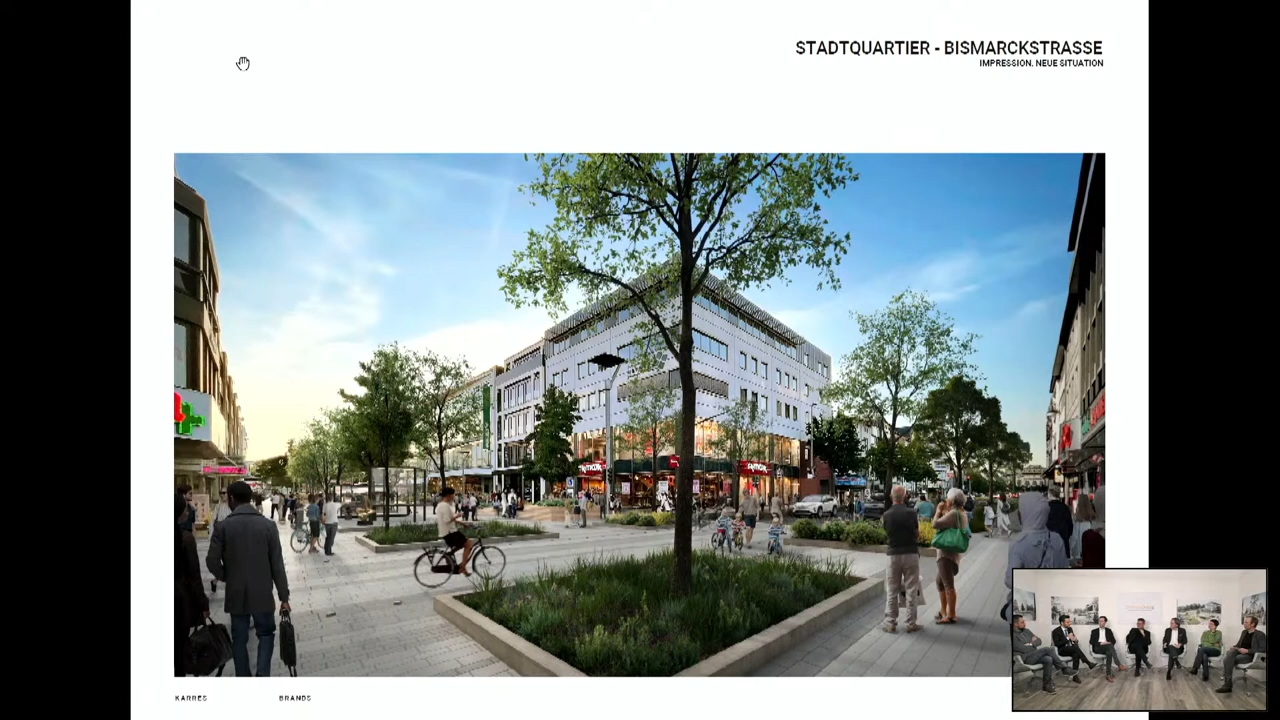 STADTQUARTIER - BISMARCKSTRASSE
IMPRESSION. NEUE SITUATION
KARRES BRANDS